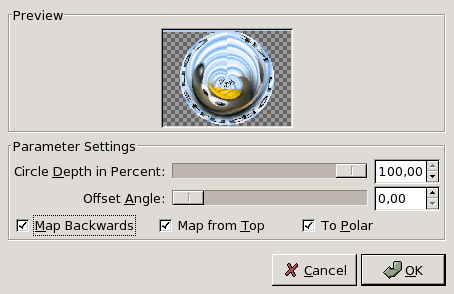 Preview
Parameter Settings
Circle Depth in Percent: 100,00
Offset Angle: 0,00
Map Backwards Map from Top To Polar
Cancel OK